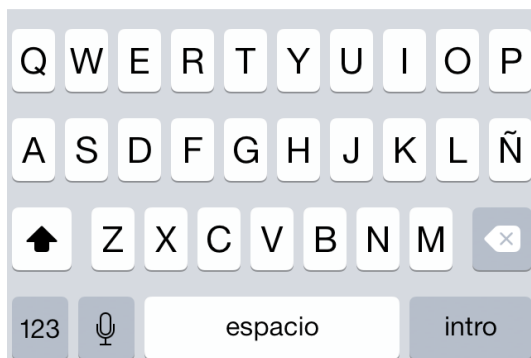 Q W E R T Y U I O P
A S D F G H J K L Ñ
Z X C V B N M
123 espacio intro